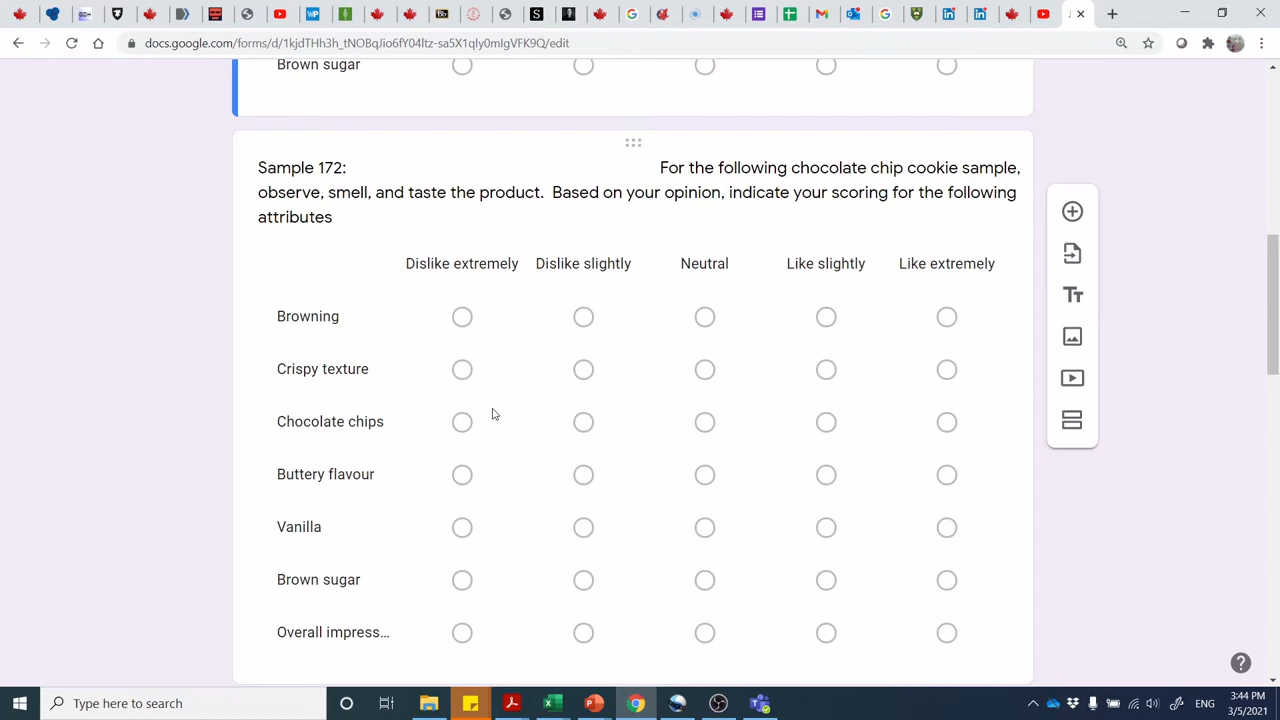 docs.google.com/forms/d/1kjdTHh3h_tNOBqJio6fY04ltz-sa5X1qly0mIgVFK9Q/edit
Brown sugar
Sample 172: For the following chocolate chip cookie sample,
observe, smell, and taste the product. Based on your opinion, indicate your scoring for the following
attributes
Dislike extremely Dislike slightly Neutral Like slightly Like extremely
Browning
Crispy texture
Chocolate chips
Buttery flavour
Vanilla
Brown sugar
Overall impress...
Type here to search
ENG
3:44 PM
3/5/2021